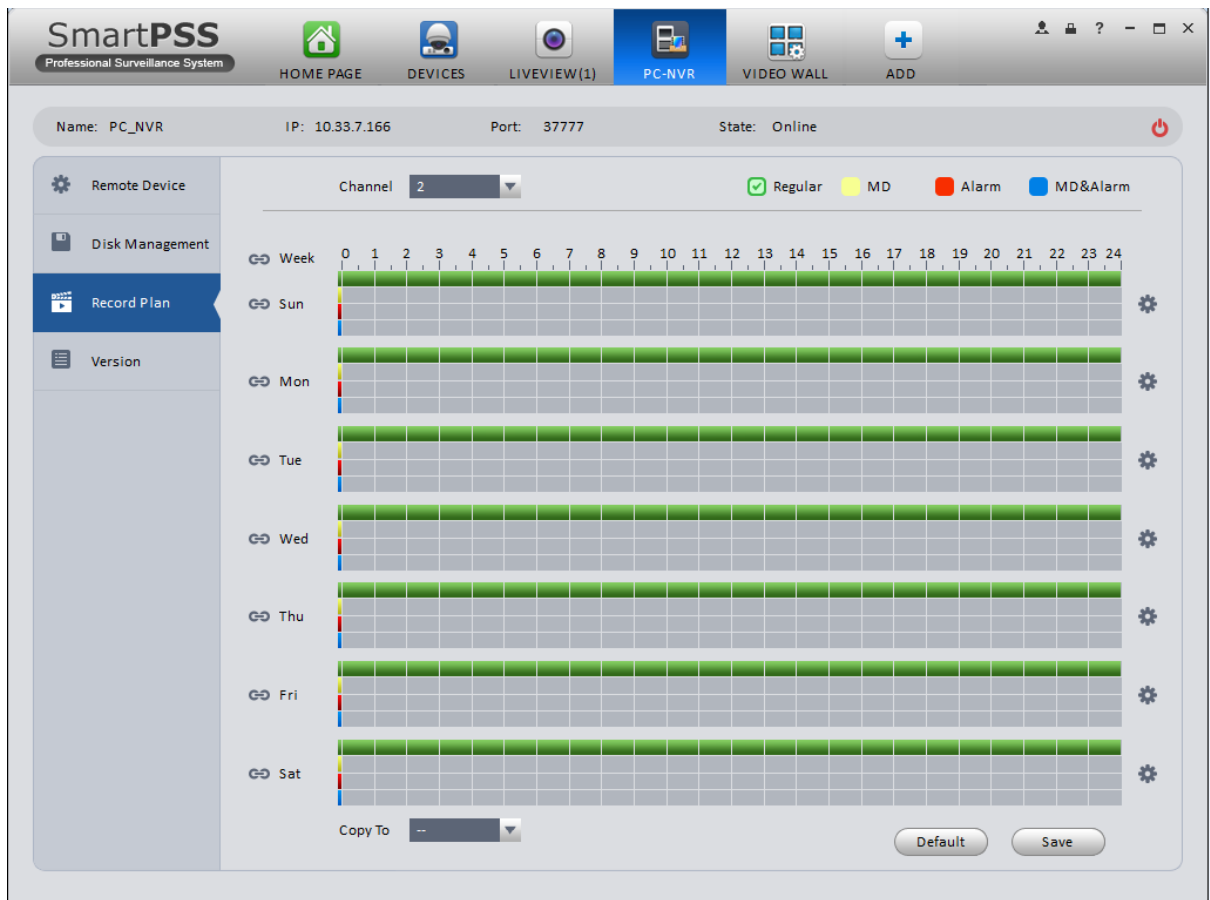 SmartPSS
Professional Surveillance System
HOME PAGE
DEVICES
LIVEVIEW(1)
PC-NVR
VIDEO WALL
ADD
?
Name: PC_NVR
IP: 10.33.7.166
Port: 37777
State: Online
Remote Device
Disk Management
Record Plan
Version
Channel 2
Regular
MD
Alarm
MD&Alarm
Week 0 1 2 3 4 5 6 7 8 9 10 11 12 13 14 15 16 17 18 19 20 21 22 23 24
Sun
Mon
Tue
Wed
Thu
Fri
Sat
Copy To --
Default
Save